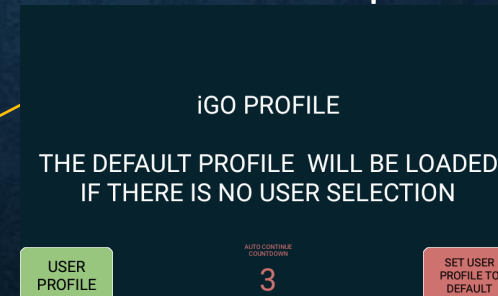 iGO PROFILE
THE DEFAULT PROFILE WILL BE LOADED
IF THERE IS NO USER SELECTION
AUTO CONTINUE
COUNTDOWN
3
USER
PROFILE
SET USER
PROFILE TO
DEFAULT